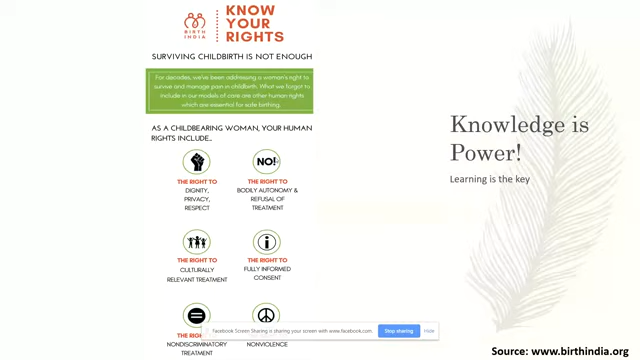 BIRTH
INDIA
KNOW
YOUR
RIGHTS
SURVIVING CHILDBIRTH IS NOT ENOUGH
For decades, we've been addressing a woman's right to
survive and manage pain in childbirth. What we forgot to
include in our models of care are other human rights
which are essential for safe birthing.
AS A CHILDBEARING WOMAN, YOUR HUMAN
RIGHTS INCLUDE...
THE RIGHT TO
DIGNITY,
PRIVACY,
RESPECT
NO!
THE RIGHT TO
BODILY AUTONOMY &
REFUSAL OF
TREATMENT
THE RIGHT TO
CULTURALLY
RELEVANT TREATMENT
THE RIGHT TO
FULLY INFORMED
CONSENT
THE RIG
NONDISCRIMINATORY
TREATMENT
NONVIOLENCE
Facebook Screen Sharing is sharing your screen with www.facebook.com.
Stop sharing
Hide
Knowledge is
Power!
Learning is the key
Source: www.birthindia.org